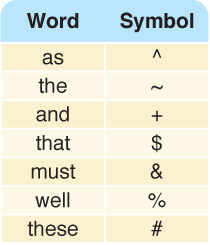 Word Symbol
as ^
the ~
and +
that $
must &
well %
these #